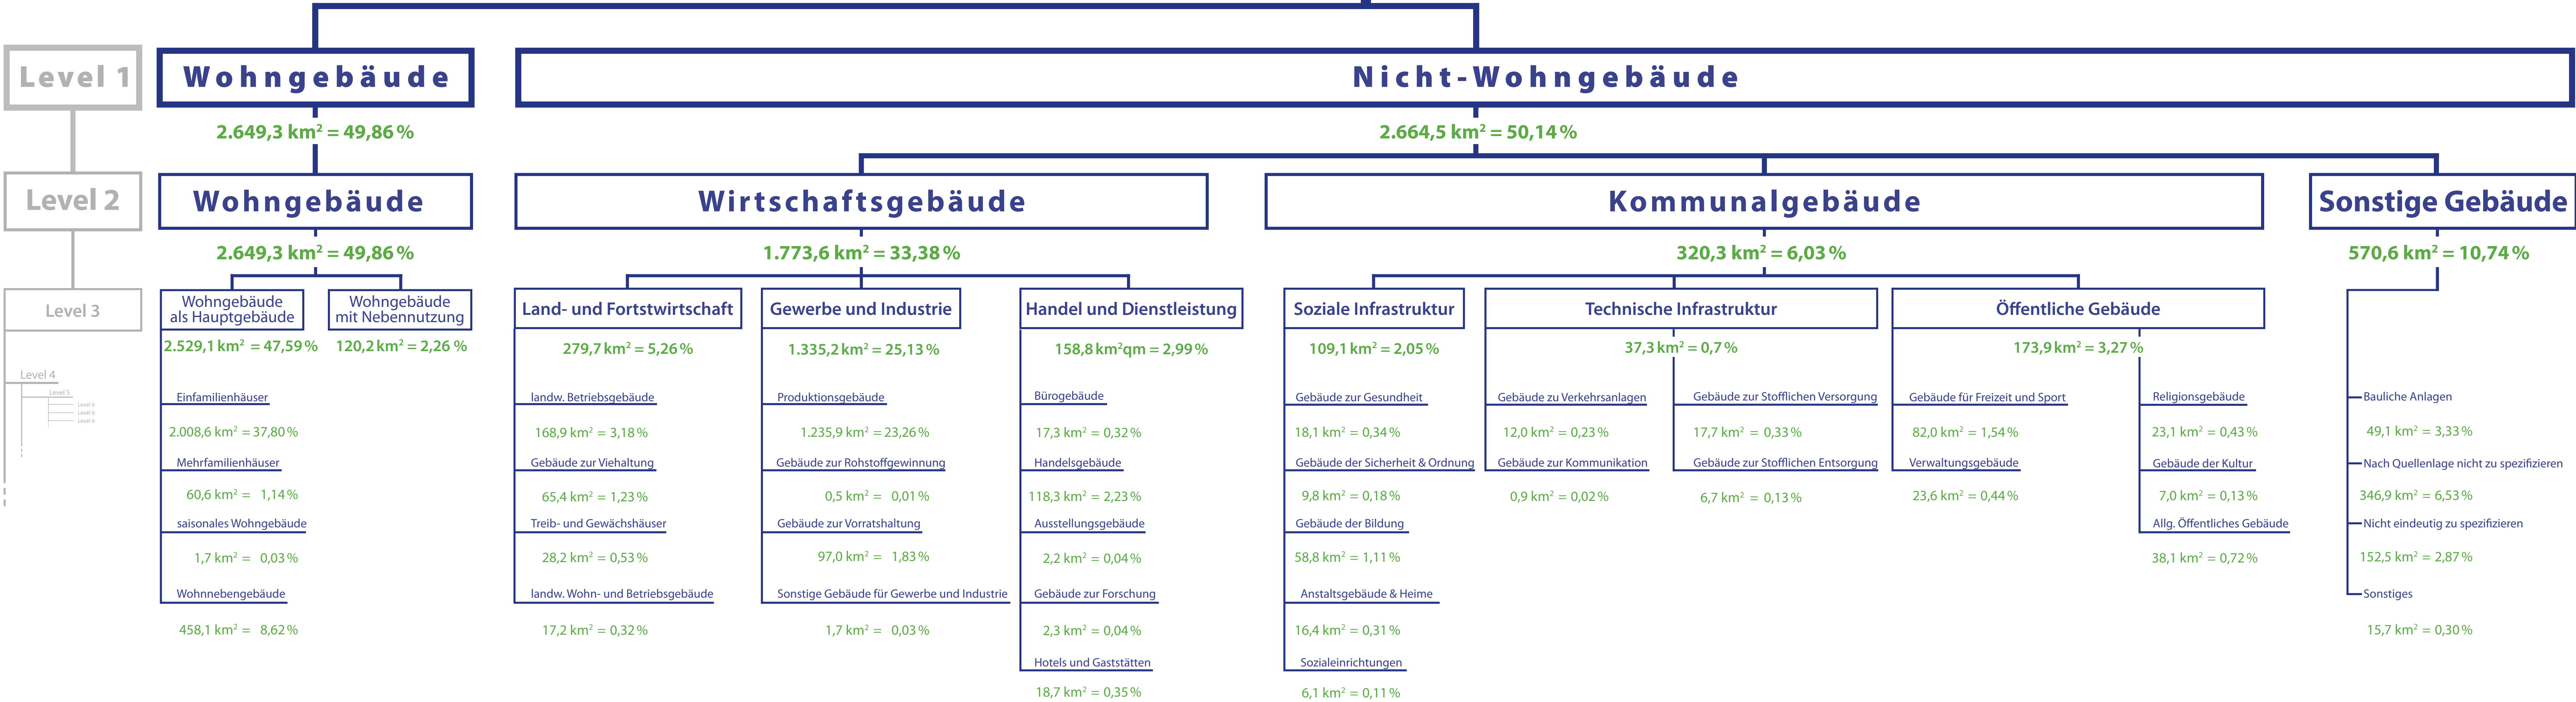 Level 1
Wohngebäude
Nicht-Wohngebäude
2.649,3 km² = 49,86 %
2.664,5 km² = 50,14 %
Level 2
Wohngebäude
Wirtschaftsgebäude
Kommunalgebäude
Sonstige Gebäude
2.649,3 km² = 49,86 %
1.773,6 km² = 33,38 %
320,3 km² = 6,03 %
570,6 km² = 10,74 %
Level 3
Level 4
Level 5
Level 6
Level 6
Level 6
Wohngebäude
als Hauptgebäude
2.529,1 km² = 47,59 %
Wohngebäude
mit Nebennutzung
120,2 km² = 2,26 %
Einfamilienhäuser
2.008,6 km² = 37,80 %
Mehrfamilienhäuser
60,6 km² = 1,14 %
saisonales Wohngebäude
1,7 km² = 0,03 %
Wohnnebengebäude
458,1 km² = 8,62 %
Land- und Fortstwirtschaft
279,7 km² = 5,26 %
landw. Betriebsgebäude
168,9 km² = 3,18 %
Gebäude zur Viehaltung
65,4 km² = 1,23 %
Treib- und Gewächshäuser
28,2 km² = 0,53 %
landw. Wohn- und Betriebsgebäude
17,2 km² = 0,32 %
Gewerbe und Industrie
1.335,2 km² = 25,13 %
Produktionsgebäude
1.235,9 km² = 23,26 %
Gebäude zur Rohstoffgewinnung
0,5 km² = 0,01 %
Gebäude zur Vorratshaltung
97,0 km² = 1,83 %
Sonstige Gebäude für Gewerbe und Industrie
1,7 km² = 0,03 %
Handel und Dienstleistung
158,8 km²qm = 2,99 %
Bürogebäude
17,3 km² = 0,32 %
Handelsgebäude
118,3 km² = 2,23 %
Ausstellungsgebäude
2,2 km² = 0,04 %
Gebäude zur Forschung
2,3 km² = 0,04 %
Hotels und Gaststätten
18,7 km² = 0,35 %
Soziale Infrastruktur
109,1 km² = 2,05 %
Gebäude zur Gesundheit
18,1 km² = 0,34 %
Gebäude der Sicherheit & Ordnung
9,8 km² = 0,18 %
Gebäude der Bildung
58,8 km² = 1,11 %
Anstaltsgebäude & Heime
16,4 km² = 0,31 %
Sozialeinrichtungen
6,1 km² = 0,11 %
Technische Infrastruktur
37,3 km² = 0,7 %
Gebäude zu Verkehrsanlagen
12,0 km² = 0,23 %
Gebäude zur Kommunikation
0,9 km² = 0,02 %
Gebäude zur Stofflichen Versorgung
17,7 km² = 0,33 %
Gebäude zur Stofflichen Entsorgung
6,7 km² = 0,13 %
Öffentliche Gebäude
173,9 km² = 3,27 %
Gebäude für Freizeit und Sport
82,0 km² = 1,54 %
Verwaltungsgebäude
23,6 km² = 0,44 %
Religionsgebäude
23,1 km² = 0,43 %
Gebäude der Kultur
7,0 km² = 0,13 %
Allg. Öffentliches Gebäude
38,1 km² = 0,72 %
Bauliche Anlagen
49,1 km² = 3,33 %
Nach Quellenlage nicht zu spezifizieren
346,9 km² = 6,53 %
Nicht eindeutig zu spezifizieren
152,5 km² = 2,87 %
Sonstiges
15,7 km² = 0,30 %